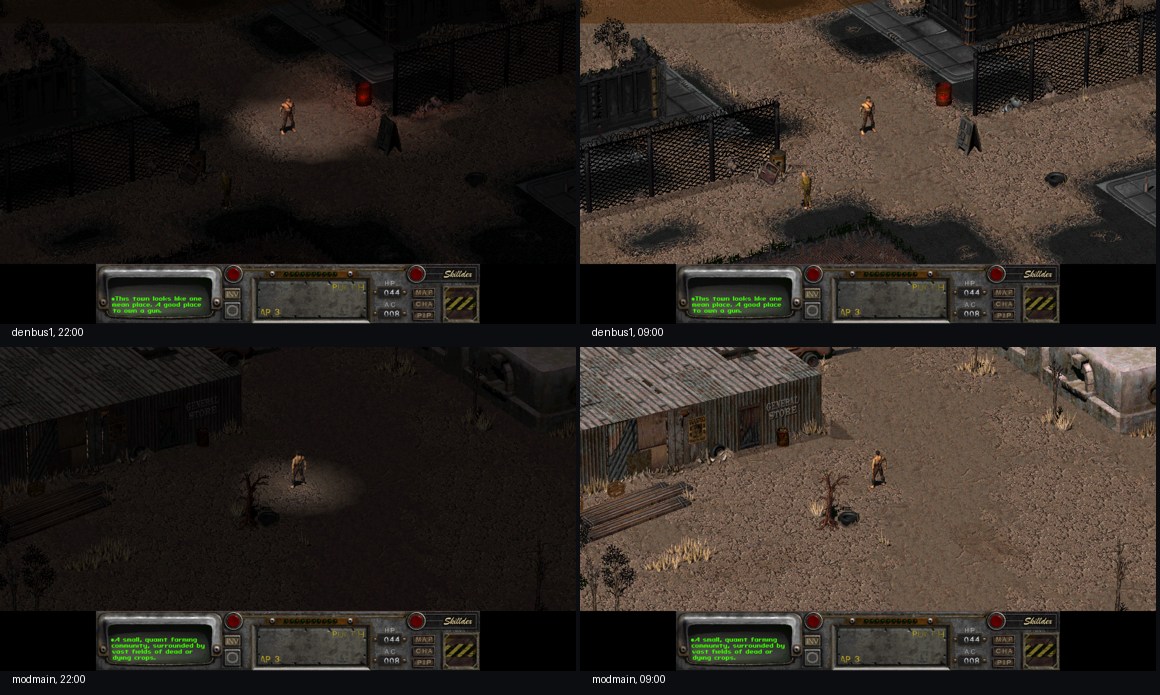 HP.
Skilldex
INV
044
MAP
This town looks like one
mean place. A good place
to own a gun.
AC
CHA
AP 3
008
PIP
HP.
Skilldex
INV
044
MAP
This town looks like one
mean place. A good place
to own a gun.
AC
CHA
AP 3
008
PIP
denbus1, 22:00
denbus1, 09:00
GENERAL
STORE
GENERAL
STORE
HP.
Skilldex
INV
044
MAP
A small, quaint farming
community, surrounded by
vast fields of dead or
dying crops.
AC
CHA
AP 3
008
PIP
HP.
Skilldex
INV
044
MAP
A small, quaint farming
community, surrounded by
vast fields of dead or
dying crops.
AC
CHA
AP 3
008
PIP
modmain, 22:00
modmain, 09:00